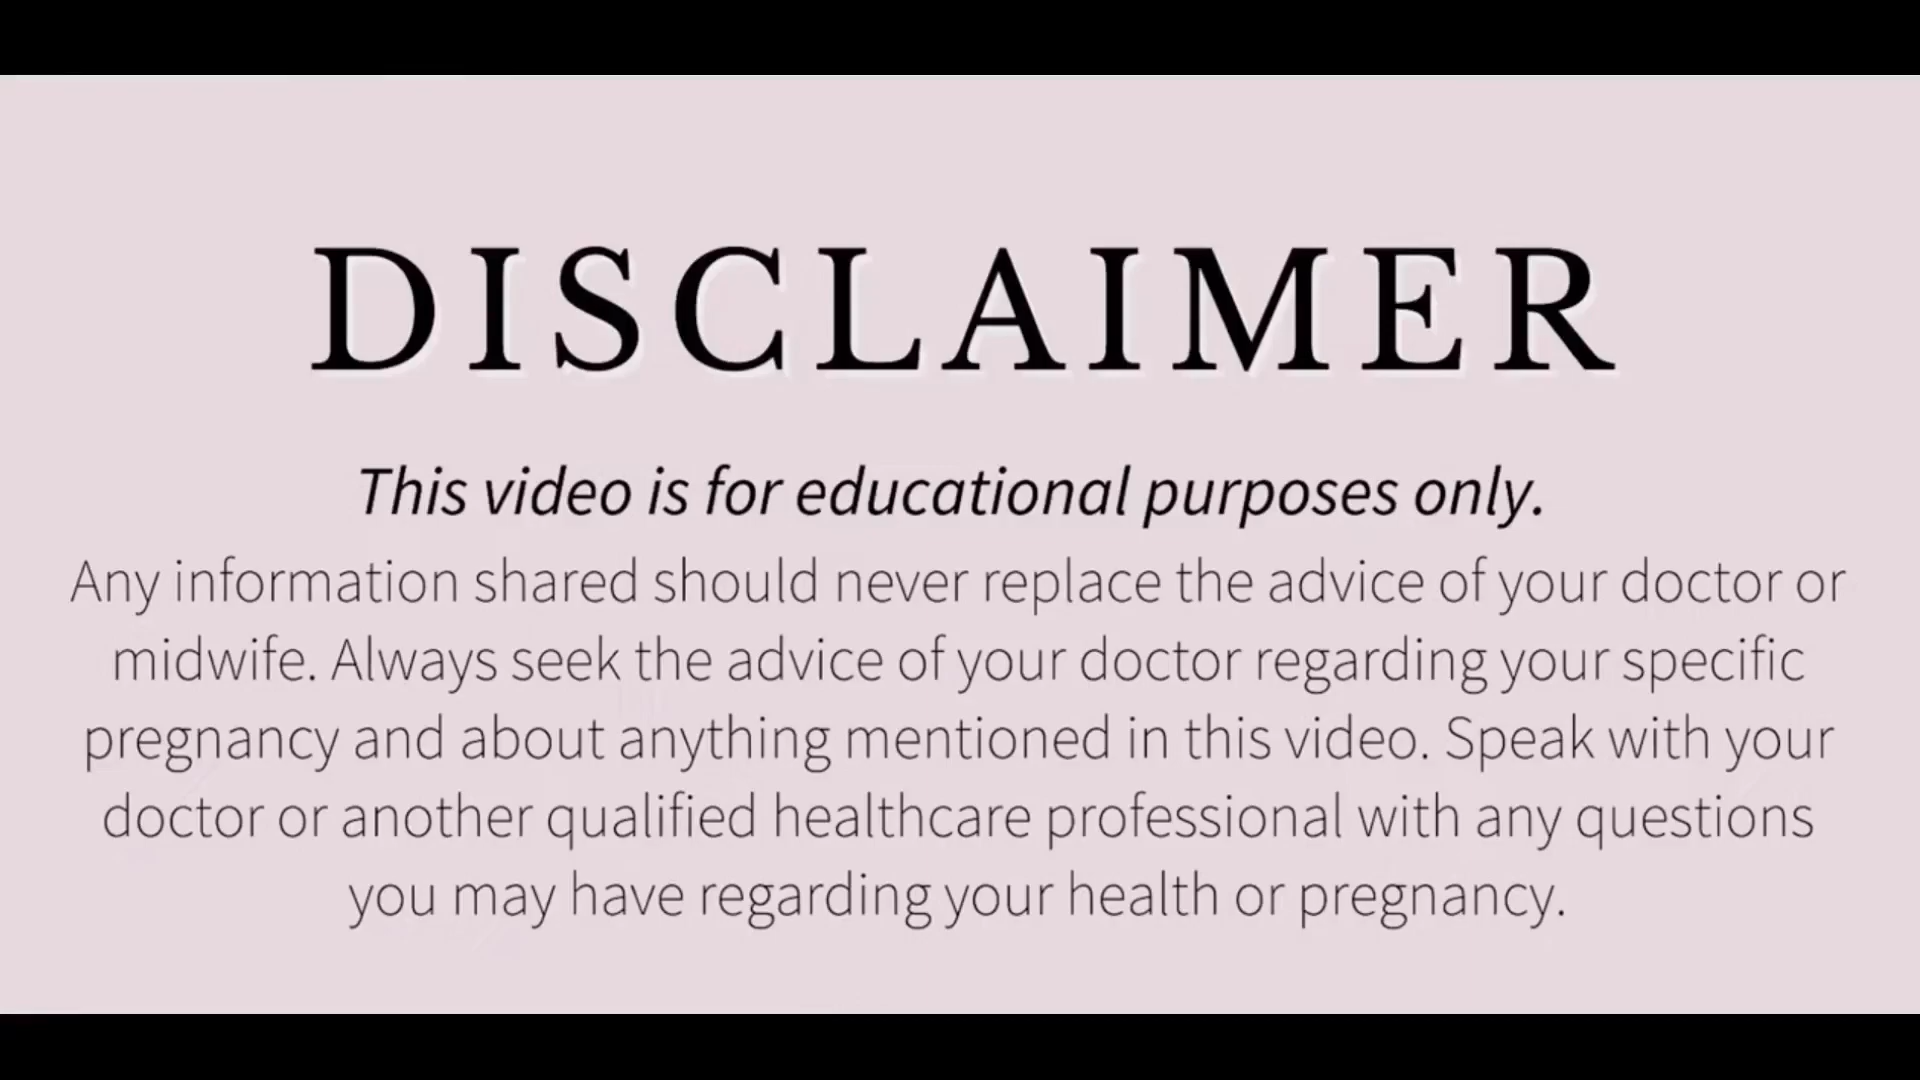 DISCLAIMER
This video is for educational purposes only.
Any information shared should never replace the advice of your doctor or
midwife. Always seek the advice of your doctor regarding your specific
pregnancy and about anything mentioned in this video. Speak with your
doctor or another qualified healthcare professional with any questions
you may have regarding your health or pregnancy.